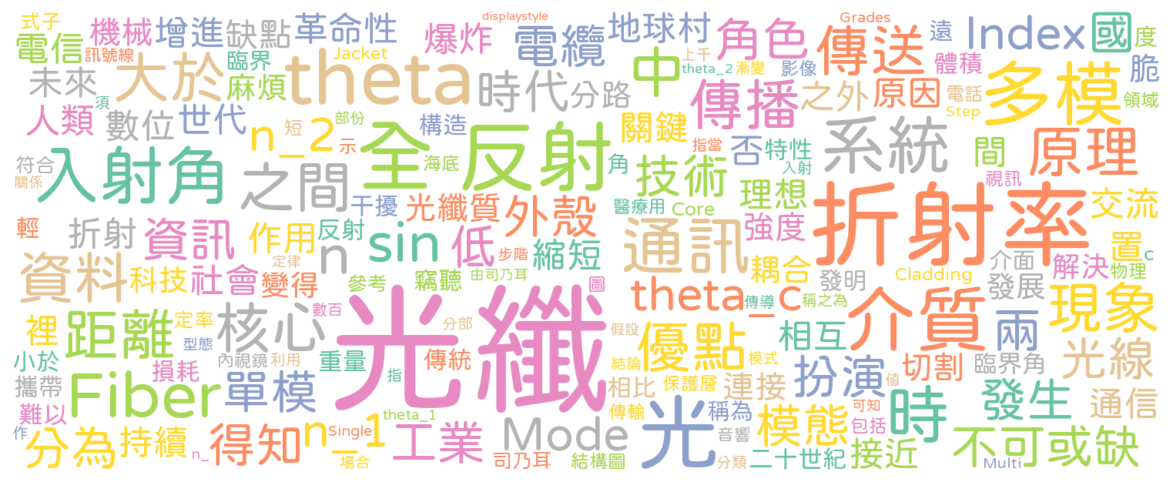 式子
電信
訊號線
機械
增進
缺點
臨界
革命性
Jacket
displaystyle
爆炸
電纜
地球村
上千
角色
Grades
傳送
遠
體積
Index
國
度
脆
未來
大於
麻煩
theta
時代
分路
中
theta_2
漸變
影像
傳播
之外
原因
電話
Step
多模
領域
人類
須
數位
世代
n_2
短
部份
示
構造
關鍵
指當
否
特性
系統
間
原理
符合
關係
入射角
之間
全反射
海底
角
技術
理想
入射
視訊
干擾
光纖質
外殼
醫療用
Core
強度
折射率
交流
輕
折射
資訊
作用
反射
n
sin
低
步階
縮短
通訊
耦合
發明
介面
置
c
資料
科技
社會
定律
變得
參考
竊聽
由司乃耳
圖
theta_c
傳導
稱之為
Cladding
發展
解決
物理
裡
距離
定率
型態
核心
數百
光纖
分部
假設
優點
結論
模式
相互
介質
兩
現象
小於
損耗
內視鏡
利用
重量
指
傳統
相比
保護層
連接
扮演
切割
臨界角
光線
攜帶
Fiber
單模
theta_1
Mode
傳輸
光
稱為
值
可知
時
發生
通信
難以
作
分為
持續
n_
得知
n_1
Single
場合
工業
司乃耳
結構圖
音響
分類
模態
二十世紀
包括
接近
不可或缺
Multi